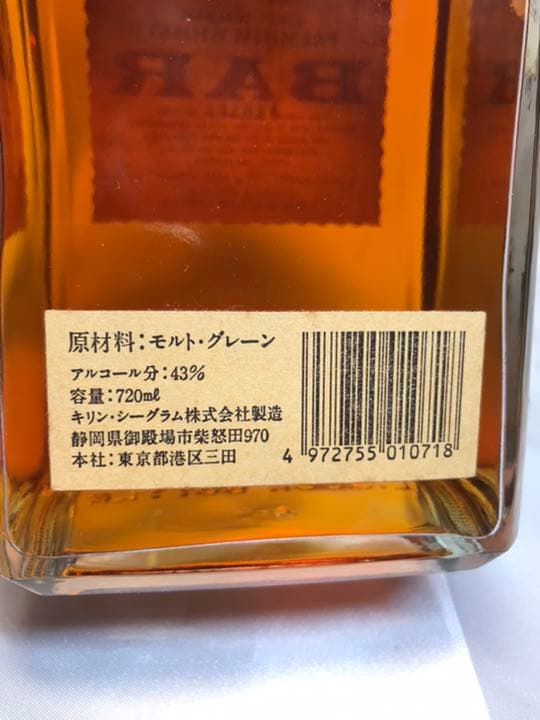 PREMIUM WHISKY
BAR
原材料：モルト・グレーン
アルコール分：43%
容量：720mℓ
キリン・シーグラム株式会社製造
静岡県御殿場市柴怒田970
本社：東京都港区三田
4 972755 010718